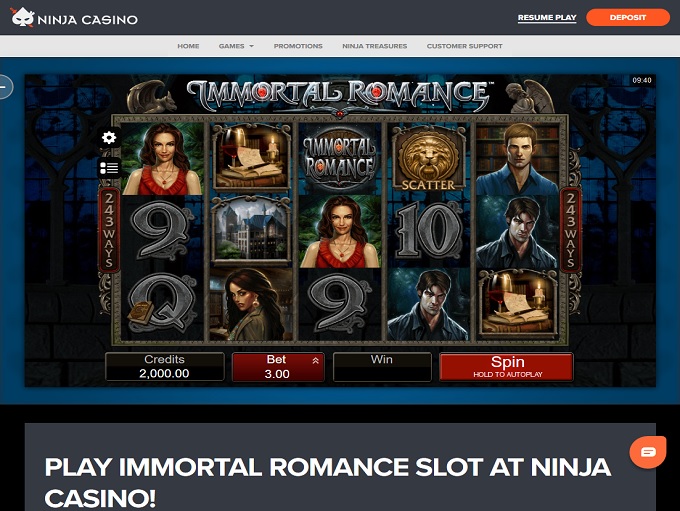 NINJA CASINO
RESUME PLAY
DEPOSIT
HOME
GAMES
PROMOTIONS
NINJA TREASURES
CUSTOMER SUPPORT
IMMORTAL ROMANCE™
09:40
IMMORTAL
ROMANCE
SCATTER
243 WAYS
9
10
243 WAYS
Q
9
Credits
2,000.00
Bet
3.00
Win
Spin
HOLD TO AUTOPLAY
PLAY IMMORTAL ROMANCE SLOT AT NINJA
CASINO!